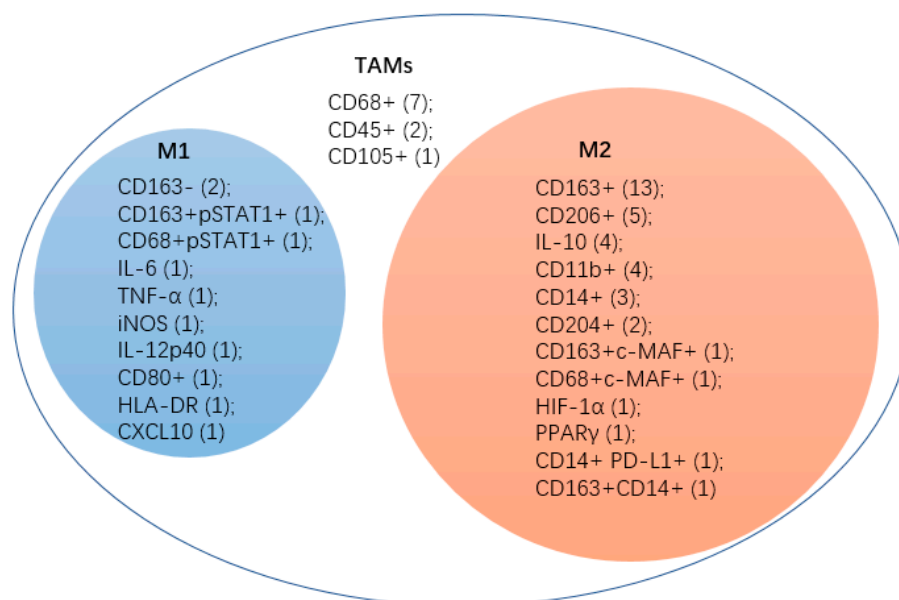 TAMs
CD68+ (7);
CD45+ (2);
CD105+ (1)
M1
CD163- (2);
CD163+pSTAT1+ (1);
CD68+pSTAT1+ (1);
IL-6 (1);
TNF-α (1);
iNOS (1);
IL-12p40 (1);
CD80+ (1);
HLA-DR (1);
CXCL10 (1)
M2
CD163+ (13);
CD206+ (5);
IL-10 (4);
CD11b+ (4);
CD14+ (3);
CD204+ (2);
CD163+c-MAF+ (1);
CD68+c-MAF+ (1);
HIF-1α (1);
PPARγ (1);
CD14+ PD-L1+ (1);
CD163+CD14+ (1)